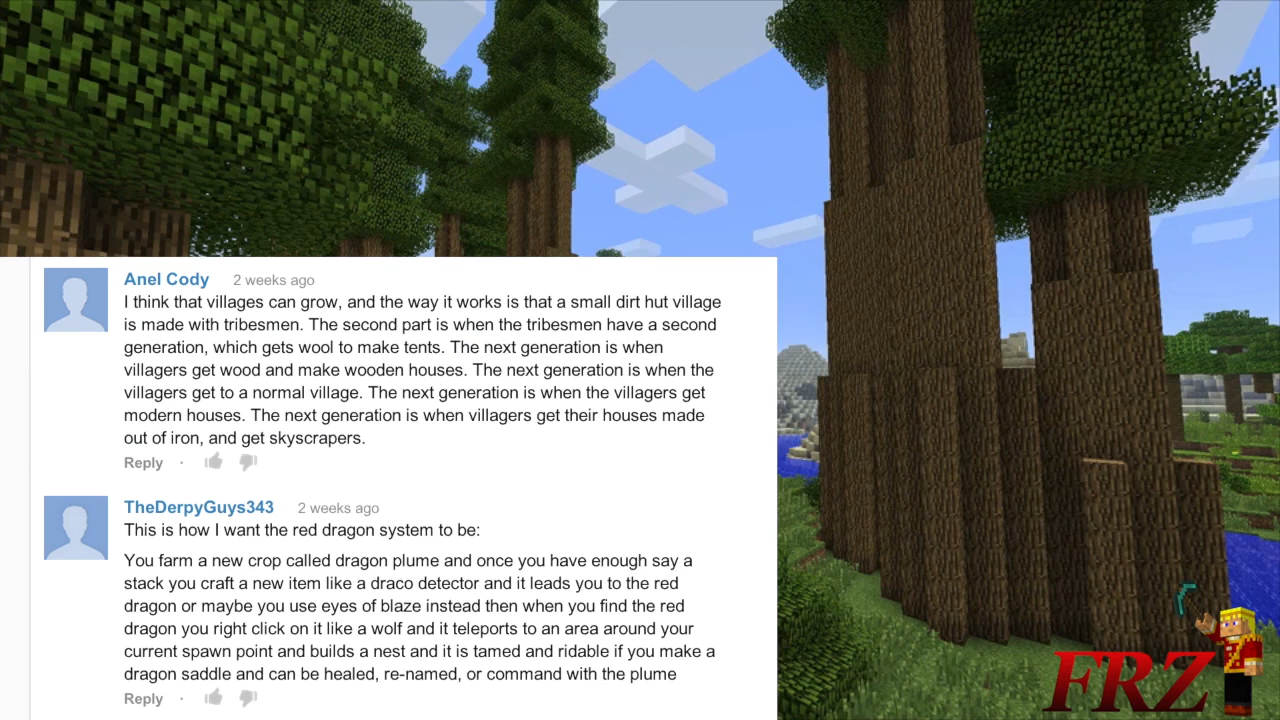 Anel Cody 2 weeks ago
I think that villages can grow, and the way it works is that a small dirt hut village
is made with tribesmen. The second part is when the tribesmen have a second
generation, which gets wool to make tents. The next generation is when
villagers get wood and make wooden houses. The next generation is when the
villagers get to a normal village. The next generation is when the villagers get
modern houses. The next generation is when villagers get their houses made
out of iron, and get skyscrapers.
Reply ·
TheDerpyGuys343 2 weeks ago
This is how I want the red dragon system to be:
You farm a new crop called dragon plume and once you have enough say a
stack you craft a new item like a draco detector and it leads you to the red
dragon or maybe you use eyes of blaze instead then when you find the red
dragon you right click on it like a wolf and it teleports to an area around your
current spawn point and builds a nest and it is tamed and ridable if you make a
dragon saddle and can be healed, re-named, or command with the plume
Reply ·
FRZ